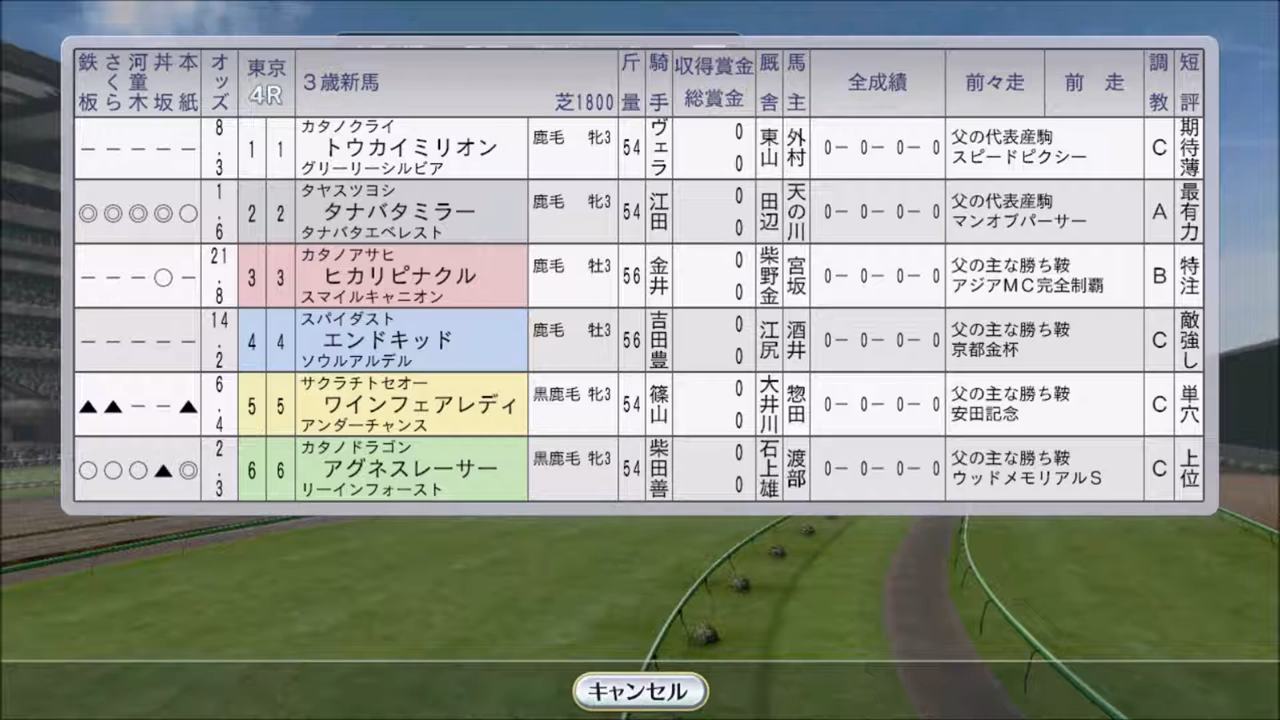 鉄板 さくら 河童木 丼坂 本紙 オッズ 東京 4R 3歳新馬 芝1800 斤量 騎手 収得賞金 総賞金 厩舎 馬主 全成績 前々走 前 走 調教 短評
カタノクライ
－ － － － － 8.3 1 1 トウカイミリオン 鹿毛 牝3 54 ヴェラ 0 0 東山 外村 0－ 0－ 0－ 0 父の代表産駒 スピードピクシー C 期待薄
グリーリーシルビア
タヤスツヨシ
◎ ◎ ◎ ◎ ○ 1.6 2 2 タナバタミラー 鹿毛 牝3 54 江田 0 0 田辺 天の川 0－ 0－ 0－ 0 父の代表産駒 マンオブパーサー A 最有力
タナバタエベレスト
カタノアサヒ
－ － － ○ － 21.8 3 3 ヒカリピナクル 鹿毛 牡3 56 金井 0 0 柴野金 宮坂 0－ 0－ 0－ 0 父の主な勝ち鞍 アジアMC完全制覇 B 特注
スマイルキャニオン
スパイダスト
－ － － － － 14.2 4 4 エンドキッド 鹿毛 牡3 56 吉田豊 0 0 江尻 酒井 0－ 0－ 0－ 0 父の主な勝ち鞍 京都金杯 C 敵強し
ソウルアルデル
サクラチトセオー
▲ ▲ － － ▲ 6.4 5 5 ワインフェアレディ 黒鹿毛 牝3 54 篠山 0 0 大井川 惣田 0－ 0－ 0－ 0 父の主な勝ち鞍 安田記念 C 単穴
アンダーチャンス
カタノドラゴン
○ ○ ○ ▲ ◎ 2.3 6 6 アグネスレーサー 黒鹿毛 牝3 54 柴田善 0 0 石上雄 渡部 0－ 0－ 0－ 0 父の主な勝ち鞍 ウッドメモリアルS C 上位
リーインフォースト
キャンセル